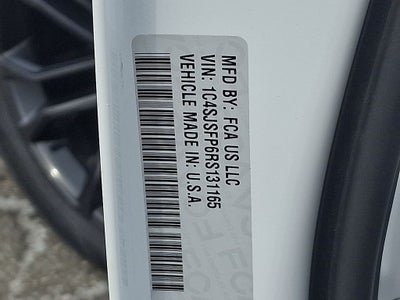 MFD BY: FCA US LLC
VIN: 1C4SJSFP6RS131165
VEHICLE MADE IN: U.S.A.